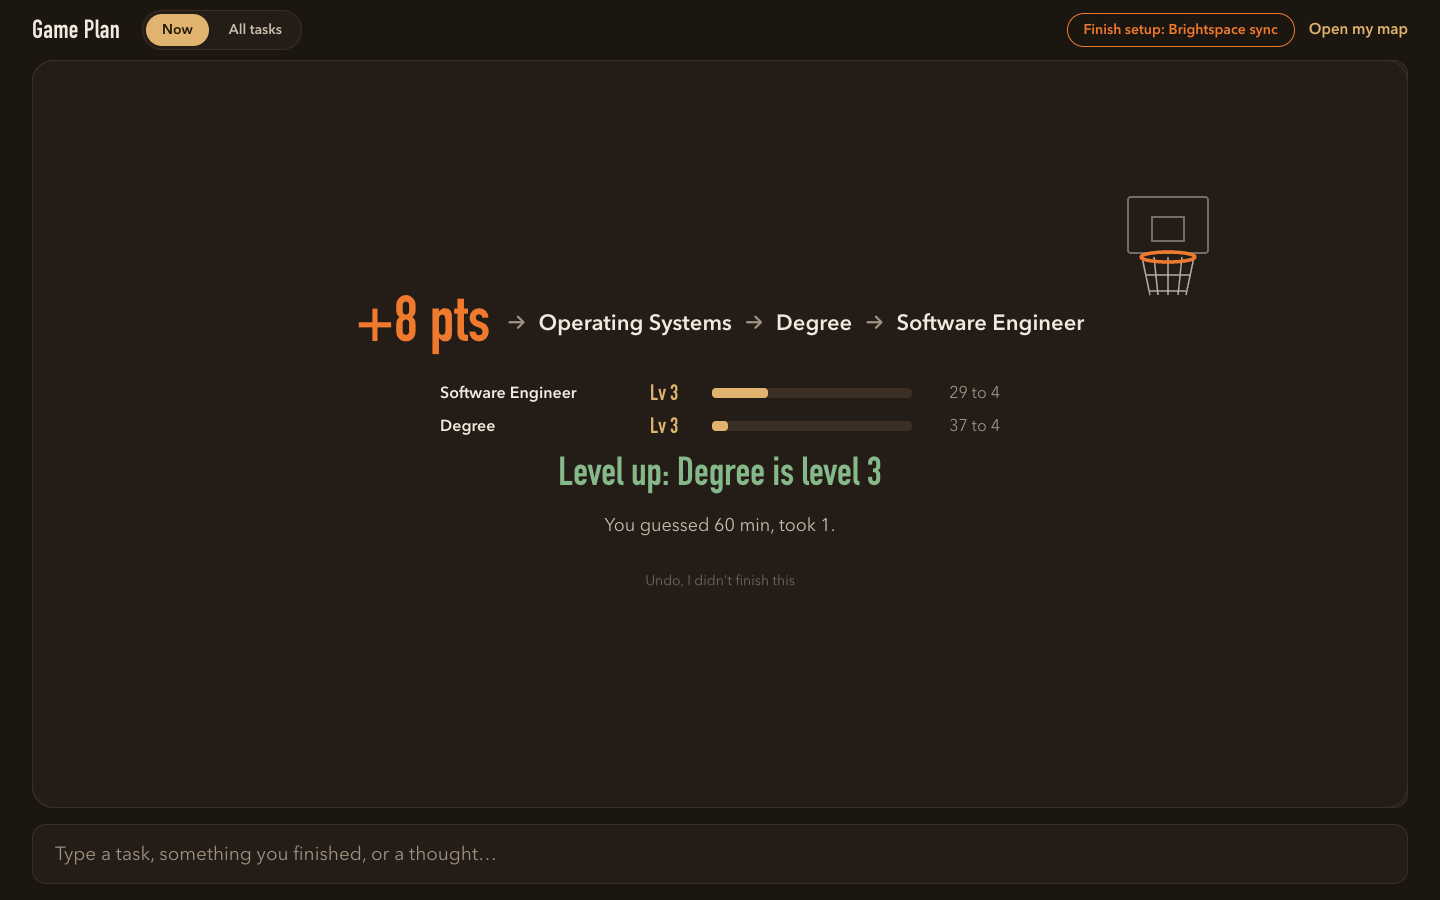 Game Plan Now All tasks Finish setup: Brightspace sync Open my map
+8 pts → Operating Systems → Degree → Software Engineer
Software Engineer Lv 3 29 to 4
Degree Lv 3 37 to 4
Level up: Degree is level 3
You guessed 60 min, took 1.
Undo, I didn't finish this
Type a task, something you finished, or a thought...